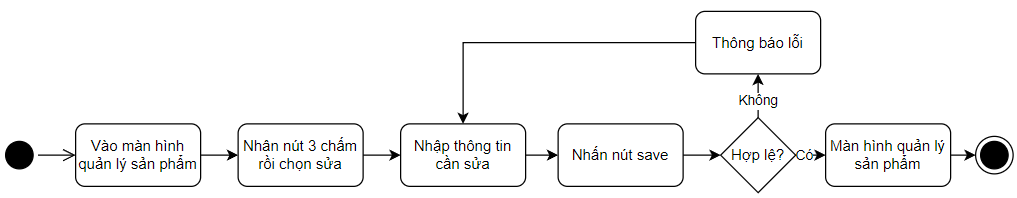 Thông báo lỗi
Không
Vào màn hình
quản lý sản phẩm
Nhân nút 3 chấm
rồi chọn sửa
Nhập thông tin
cần sửa
Nhấn nút save
Hợp lệ?
Có
Màn hình quản lý
sản phẩm